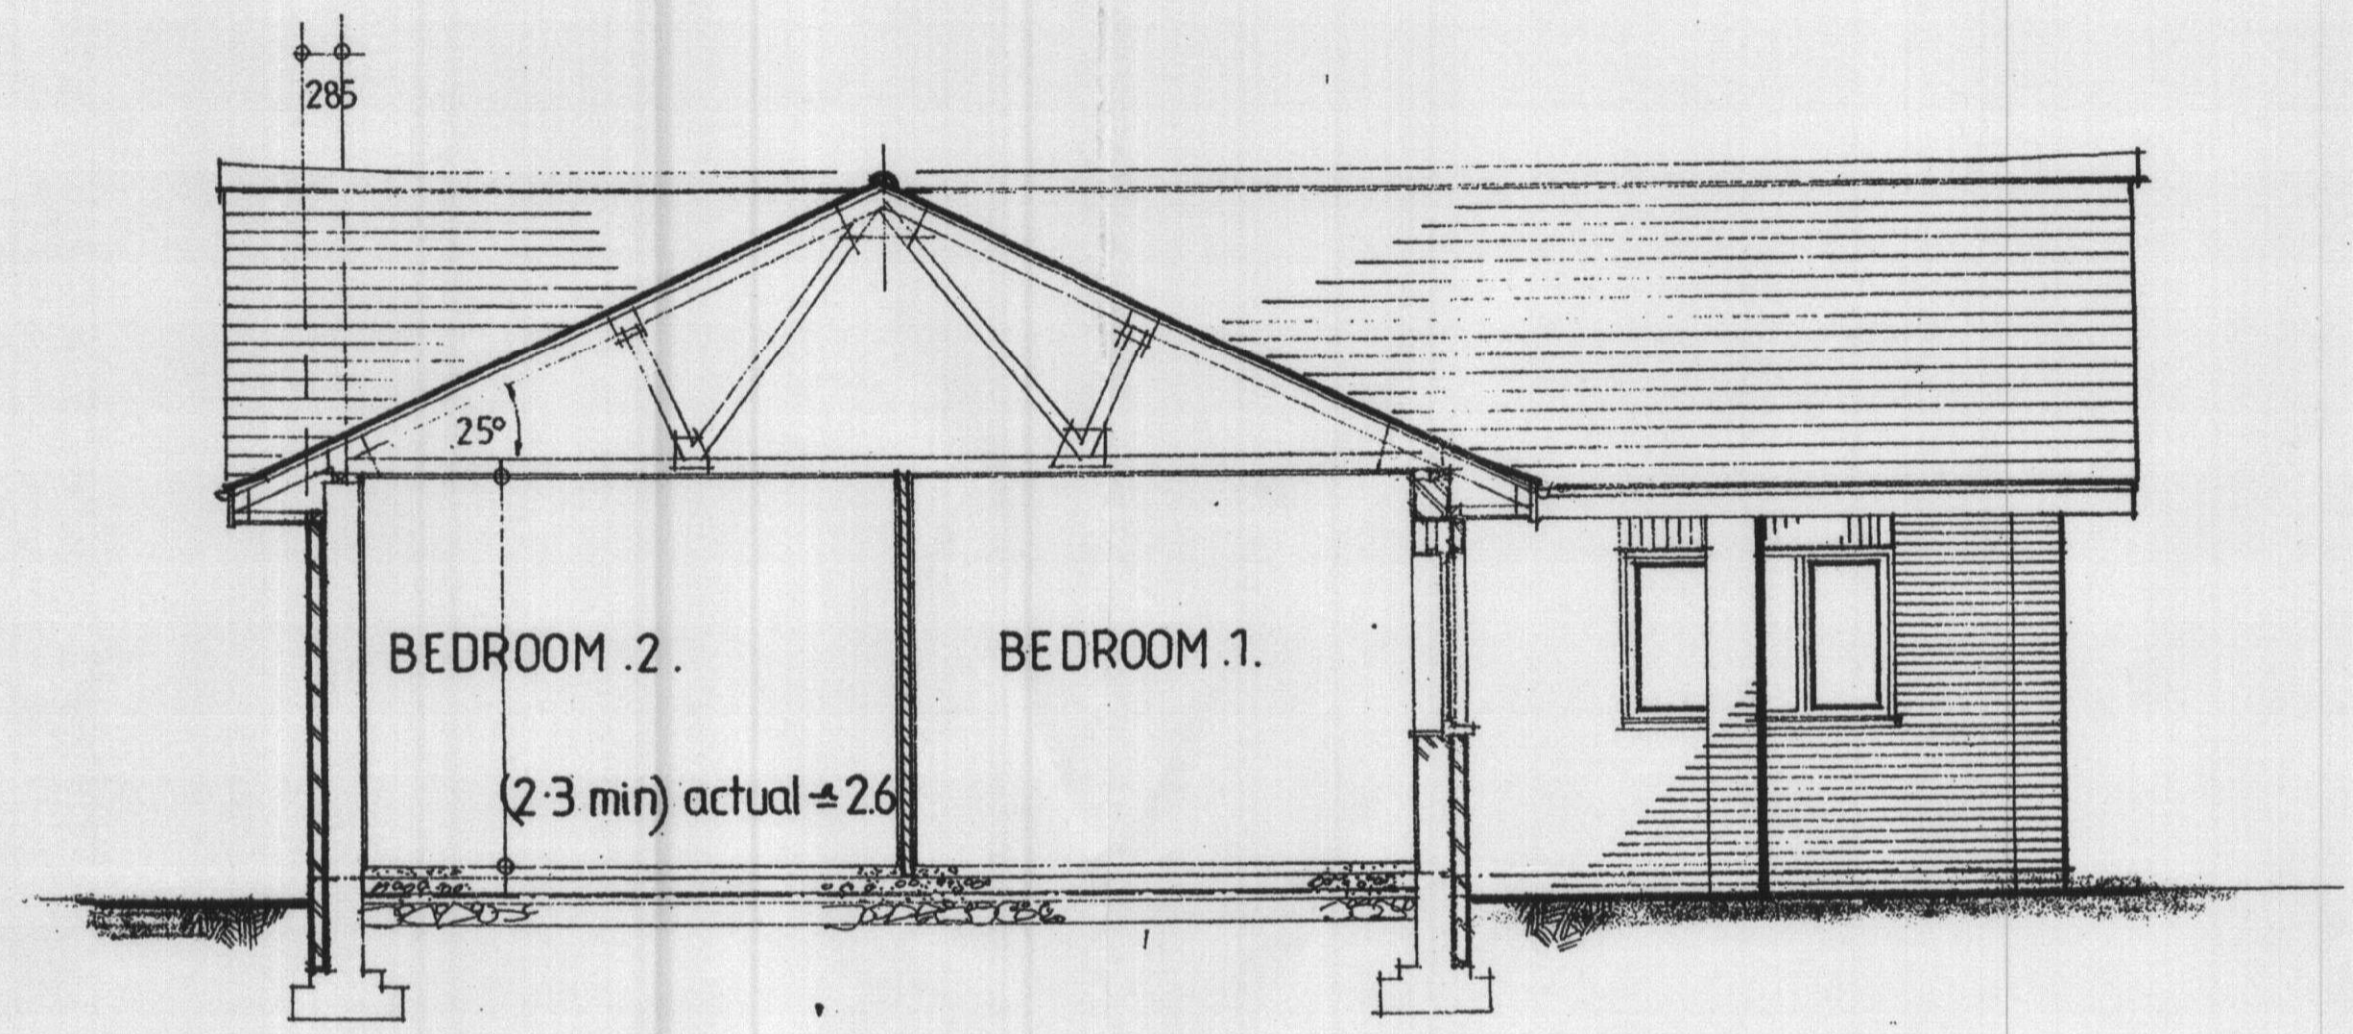 285
25°
BEDROOM .2.
BEDROOM .1.
(2·3 min) actual ≏ 2.6